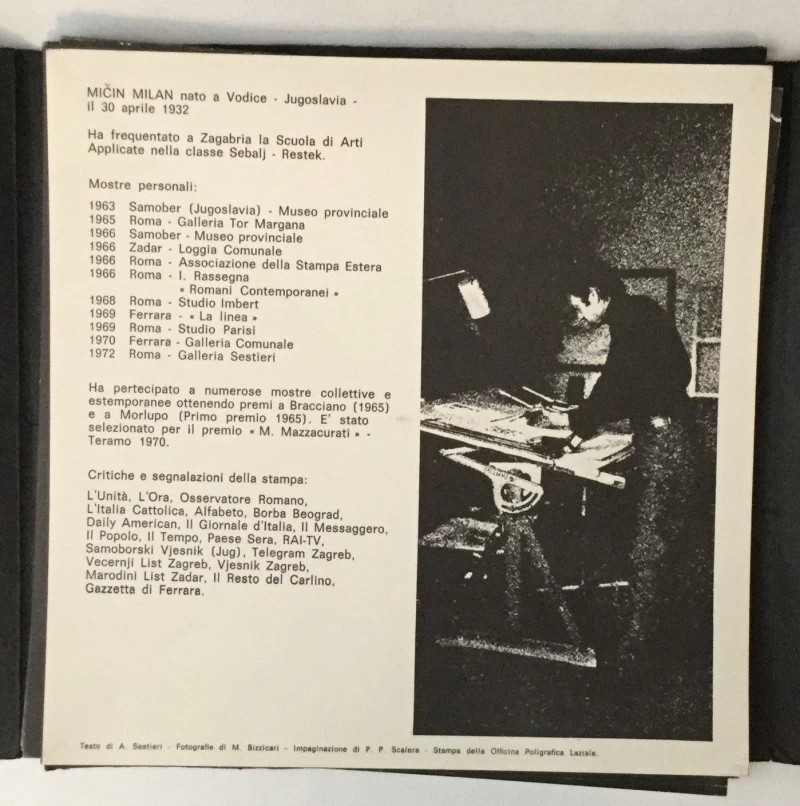 MIČIN MILAN nato a Vodice - Jugoslavia -
il 30 aprile 1932
Ha frequentato a Zagabria la Scuola di Arti
Applicate nella classe Sebalj - Restek.
Mostre personali:
1963 Samober (Jugoslavia) - Museo provinciale
1965 Roma - Galleria Tor Margana
1966 Samober - Museo provinciale
1966 Zadar - Loggia Comunale
1966 Roma - Associazione della Stampa Estera
1966 Roma - I. Rassegna
« Romani Contemporanei »
1968 Roma - Studio Imbert
1969 Ferrara - « La linea »
1969 Roma - Studio Parisi
1970 Ferrara - Galleria Comunale
1972 Roma - Galleria Sestieri
Ha pertecipato a numerose mostre collettive e
estemporanee ottenendo premi a Bracciano (1965)
e a Morlupo (Primo premio 1965). E' stato
selezionato per il premio « M. Mazzacurati » -
Teramo 1970.
Critiche e segnalazioni della stampa:
L'Unità, L'Ora, Osservatore Romano,
L'Italia Cattolica, Alfabeto, Borba Beograd,
Daily American, Il Giornale d'Italia, Il Messaggero,
Il Popolo, Il Tempo, Paese Sera, RAI-TV,
Samoborski Vjesnik (Jug), Telegram Zagreb,
Vecernji List Zagreb, Vjesnik Zagreb,
Marodini List Zadar, Il Resto del Carlino,
Gazzetta di Ferrara.
Testo di A. Sestieri - Fotografie di M. Bizzicari - Impaginazione di P. P. Scalera - Stampa della Officina Poligrafica Laziale.